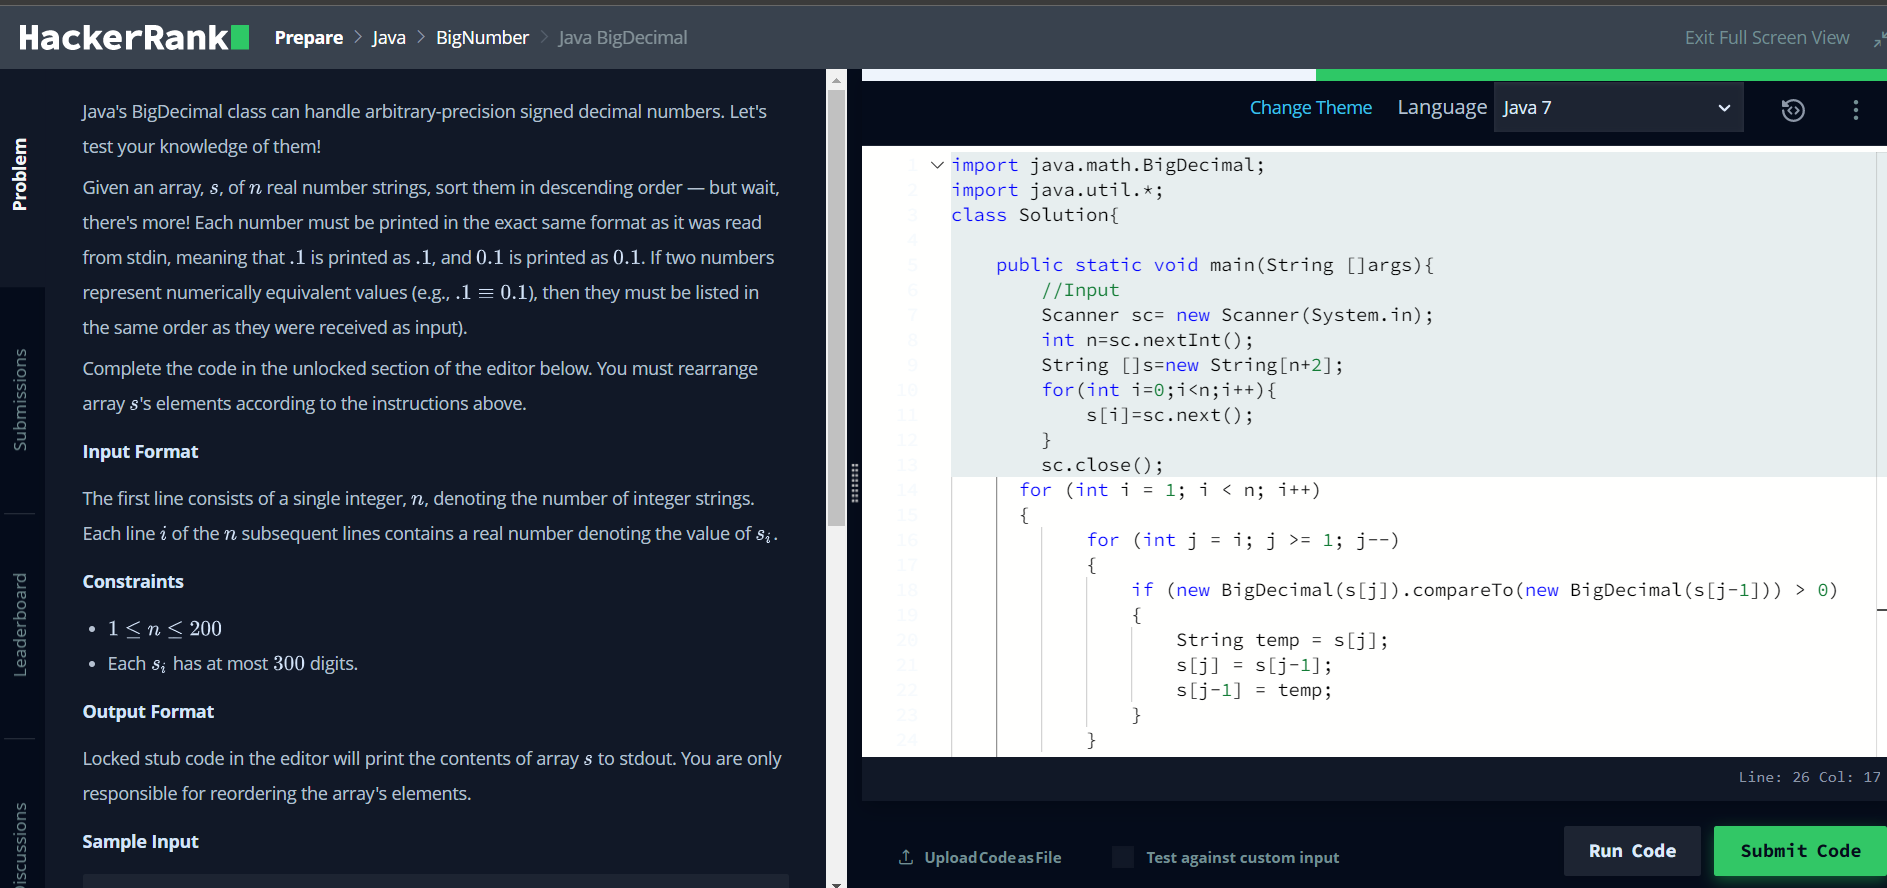 HackerRank Prepare > Java > BigNumber > Java BigDecimal Exit Full Screen View
Problem
Submissions
Leaderboard
Discussions
Java's BigDecimal class can handle arbitrary-precision signed decimal numbers. Let's
test your knowledge of them!
Given an array, s, of n real number strings, sort them in descending order — but wait,
there's more! Each number must be printed in the exact same format as it was read
from stdin, meaning that .1 is printed as .1, and 0.1 is printed as 0.1. If two numbers
represent numerically equivalent values (e.g., .1 ≡ 0.1), then they must be listed in
the same order as they were received as input).
Complete the code in the unlocked section of the editor below. You must rearrange
array s's elements according to the instructions above.
Input Format
The first line consists of a single integer, n, denoting the number of integer strings.
Each line i of the n subsequent lines contains a real number denoting the value of sᵢ.
Constraints
• 1 ≤ n ≤ 200
• Each sᵢ has at most 300 digits.
Output Format
Locked stub code in the editor will print the contents of array s to stdout. You are only
responsible for reordering the array's elements.
Sample Input
Change Theme Language Java 7
1 import java.math.BigDecimal;
2 import java.util.*;
3 class Solution{
4
5 public static void main(String []args){
6 //Input
7 Scanner sc= new Scanner(System.in);
8 int n=sc.nextInt();
9 String []s=new String[n+2];
10 for(int i=0;i<n;i++){
11 s[i]=sc.next();
12 }
13 sc.close();
14 for (int i = 1; i < n; i++)
15 {
16 for (int j = i; j >= 1; j--)
17 {
18 if (new BigDecimal(s[j]).compareTo(new BigDecimal(s[j-1])) > 0)
19 {
20 String temp = s[j];
21 s[j] = s[j-1];
22 s[j-1] = temp;
23 }
24 }
Line: 26 Col: 17
Upload Code as File Test against custom input Run Code Submit Code